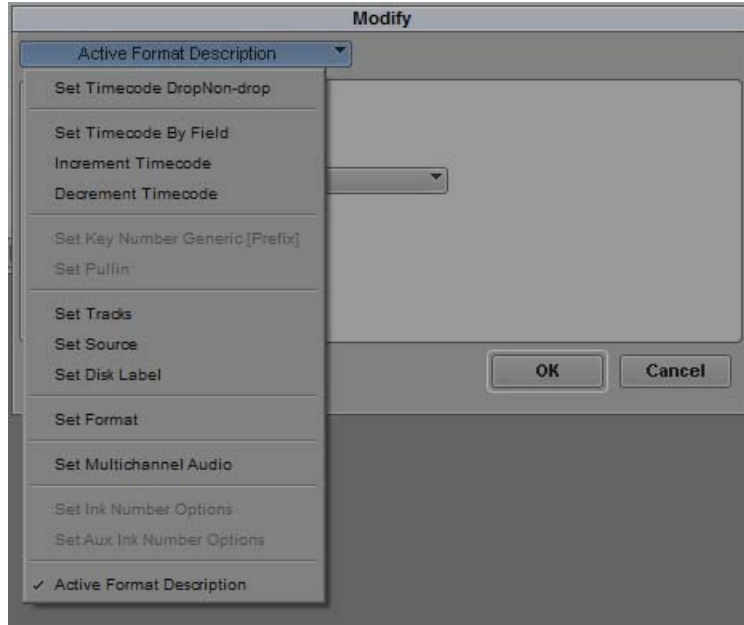 Modify
Active Format Description
Set Timecode DropNon-drop
Set Timecode By Field
Increment Timecode
Decrement Timecode
Set Key Number Generic [Prefix]
Set Pullin
Set Tracks
Set Source
Set Disk Label
OK
Cancel
Set Format
Set Multichannel Audio
Set Ink Number Options
Set Aux Ink Number Options
✓ Active Format Description